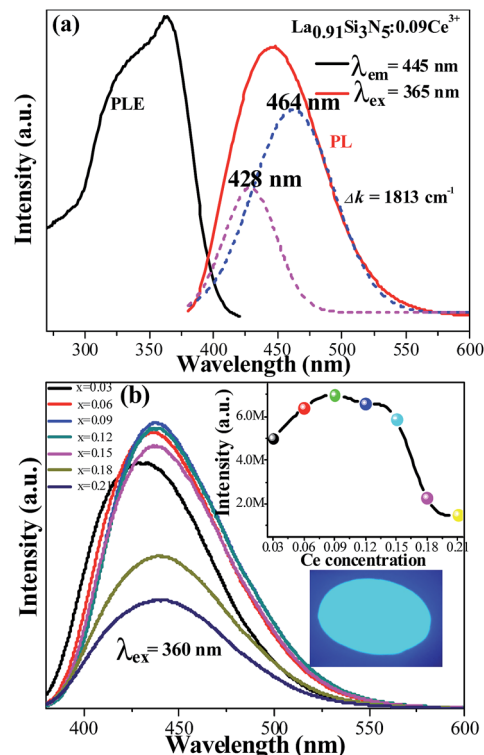 (a)
La0.91Si3N5:0.09Ce3+
λem = 445 nm
λex = 365 nm
PLE
464 nm
PL
428 nm
Δk = 1813 cm-1
Intensity (a.u.)
300 350 400 450 500 550 600
Wavelength (nm)
(b)
x=0.03
x=0.06
x=0.09
x=0.12
x=0.15
x=0.18
x=0.21
Intensity (a.u.)
6.0M
4.0M
2.0M
0.03 0.06 0.09 0.12 0.15 0.18 0.21
Ce concentration
λex = 360 nm
Intensity (a.u.)
400 450 500 550 600
Wavelength (nm)